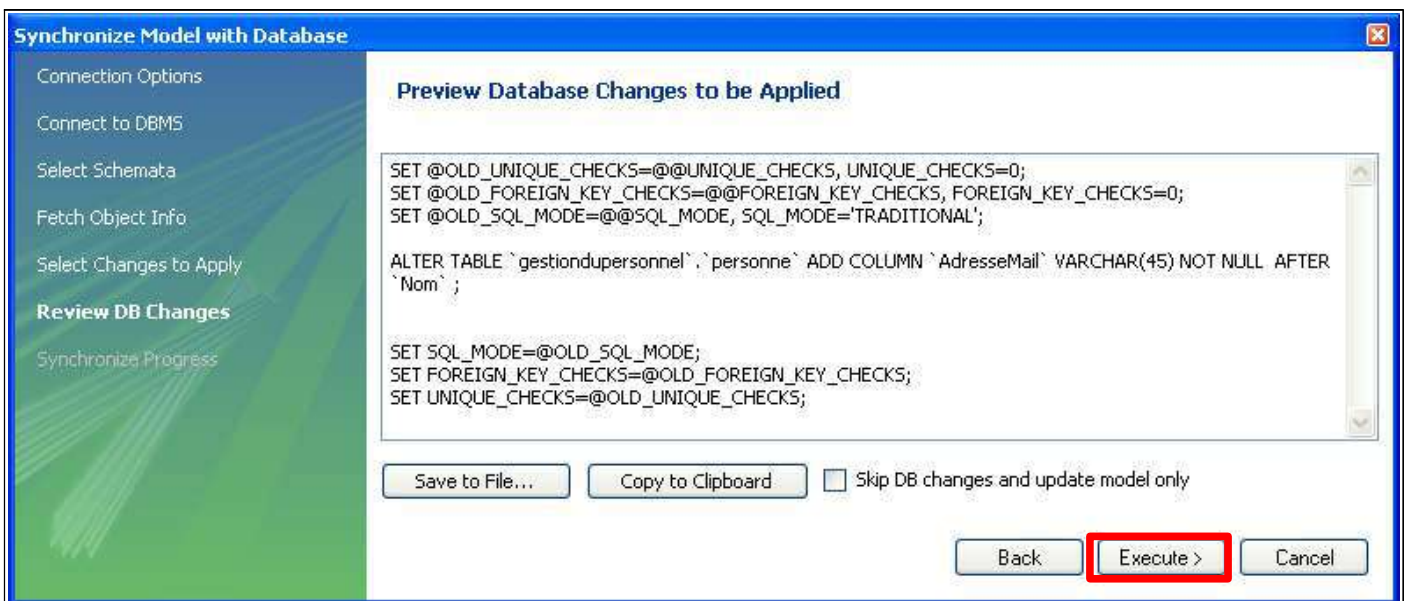 Synchronize Model with Database
Connection Options
Connect to DBMS
Select Schemata
Fetch Object Info
Select Changes to Apply
Review DB Changes
Synchronize Progress
Preview Database Changes to be Applied
SET @OLD_UNIQUE_CHECKS=@@UNIQUE_CHECKS, UNIQUE_CHECKS=0;
SET @OLD_FOREIGN_KEY_CHECKS=@@FOREIGN_KEY_CHECKS, FOREIGN_KEY_CHECKS=0;
SET @OLD_SQL_MODE=@@SQL_MODE, SQL_MODE='TRADITIONAL';
ALTER TABLE `gestiondupersonnel`.`personne` ADD COLUMN `AdresseMail` VARCHAR(45) NOT NULL  AFTER
`Nom` ;
SET SQL_MODE=@OLD_SQL_MODE;
SET FOREIGN_KEY_CHECKS=@OLD_FOREIGN_KEY_CHECKS;
SET UNIQUE_CHECKS=@OLD_UNIQUE_CHECKS;
Save to File... Copy to Clipboard Skip DB changes and update model only
Back Execute > Cancel